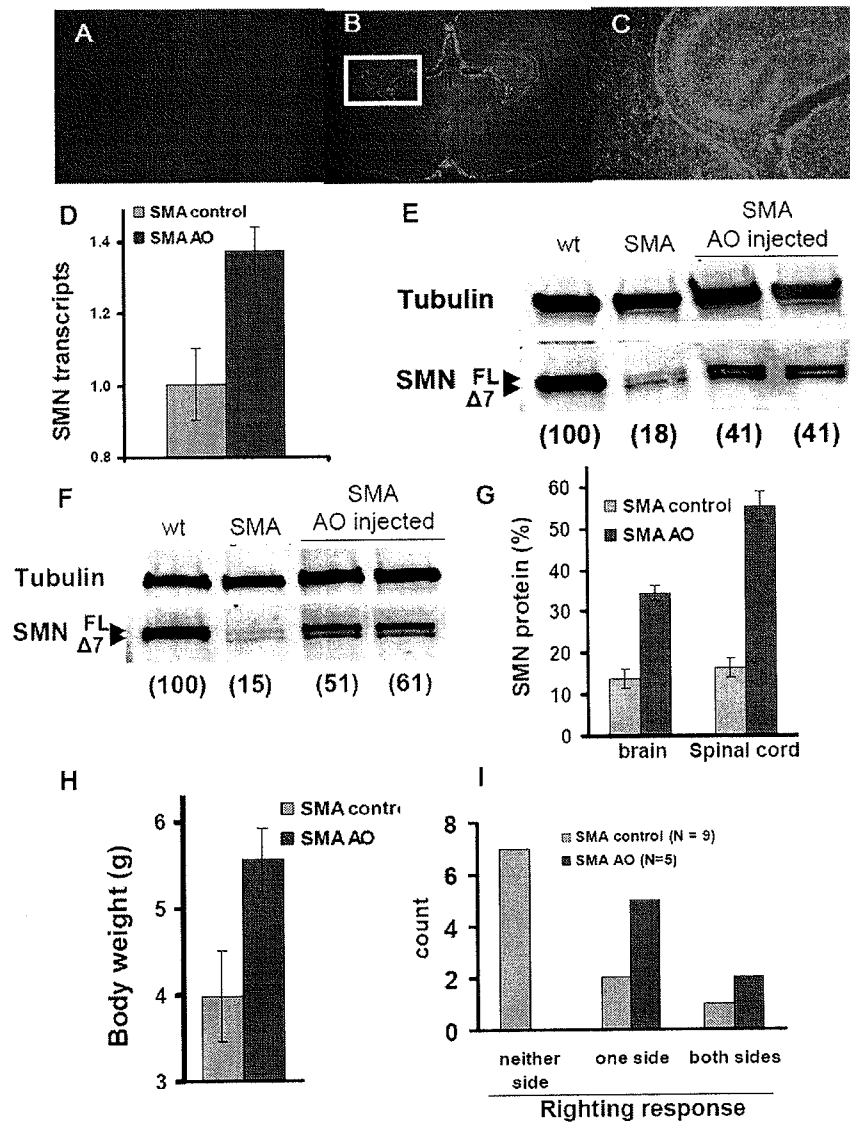 A
B
C
D
SMA control
SMA AO
SMN transcripts
1.4
1.2
1.0
0.8
E
wt
SMA
SMA
AO injected
Tubulin
SMN FL
Δ7
(100)
(18)
(41)
(41)
F
wt
SMA
SMA
AO injected
Tubulin
SMN FL
Δ7
(100)
(15)
(51)
(61)
G
SMA control
SMA AO
SMN protein (%)
60
50
40
30
20
10
0
brain
Spinal cord
H
SMA contr
SMA AO
Body weight (g)
6
5
4
3
I
SMA control (N = 9)
SMA AO (N=5)
count
8
6
4
2
0
neither
side
one side
both sides
Righting response